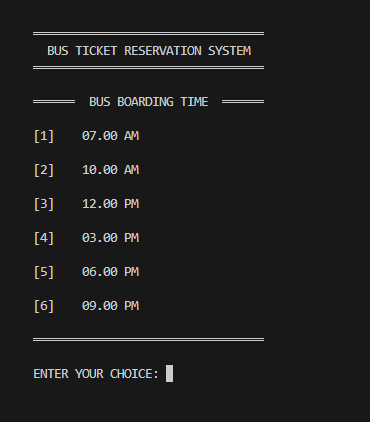 BUS TICKET RESERVATION SYSTEM
BUS BOARDING TIME
[1] 07.00 AM
[2] 10.00 AM
[3] 12.00 PM
[4] 03.00 PM
[5] 06.00 PM
[6] 09.00 PM
ENTER YOUR CHOICE: